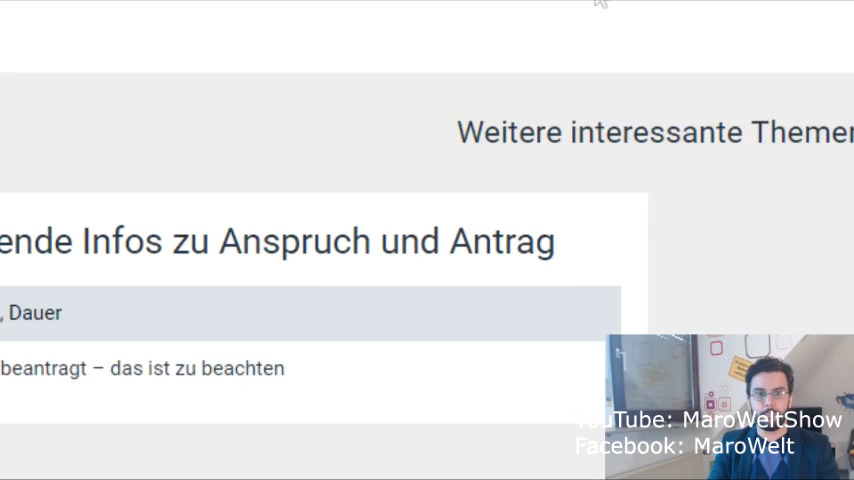 Weitere interessante Themen
ende Infos zu Anspruch und Antrag
, Dauer
beantragt – das ist zu beachten
YouTube: MaroWeltShow
Facebook: MaroWelt